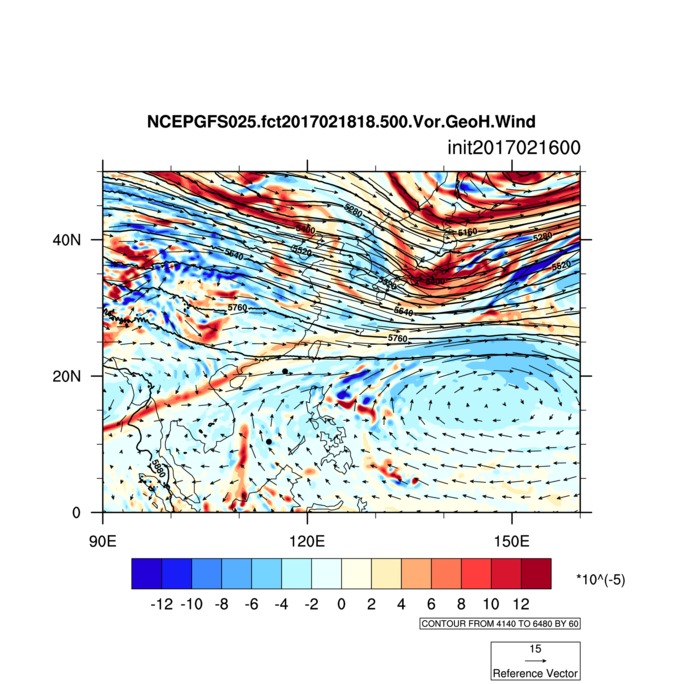 NCEPGFS025.fct2017021818.500.Vor.GeoH.Wind
init2017021600
5280
5400
5160
5280
40N
5640
5520
5520
5760
5640
5760
20N
5880
0
90E
120E
150E
-12 -10 -8 -6 -4 -2 0 2 4 6 8 10 12
*10^(-5)
CONTOUR FROM 4140 TO 6480 BY 60
15
Reference Vector